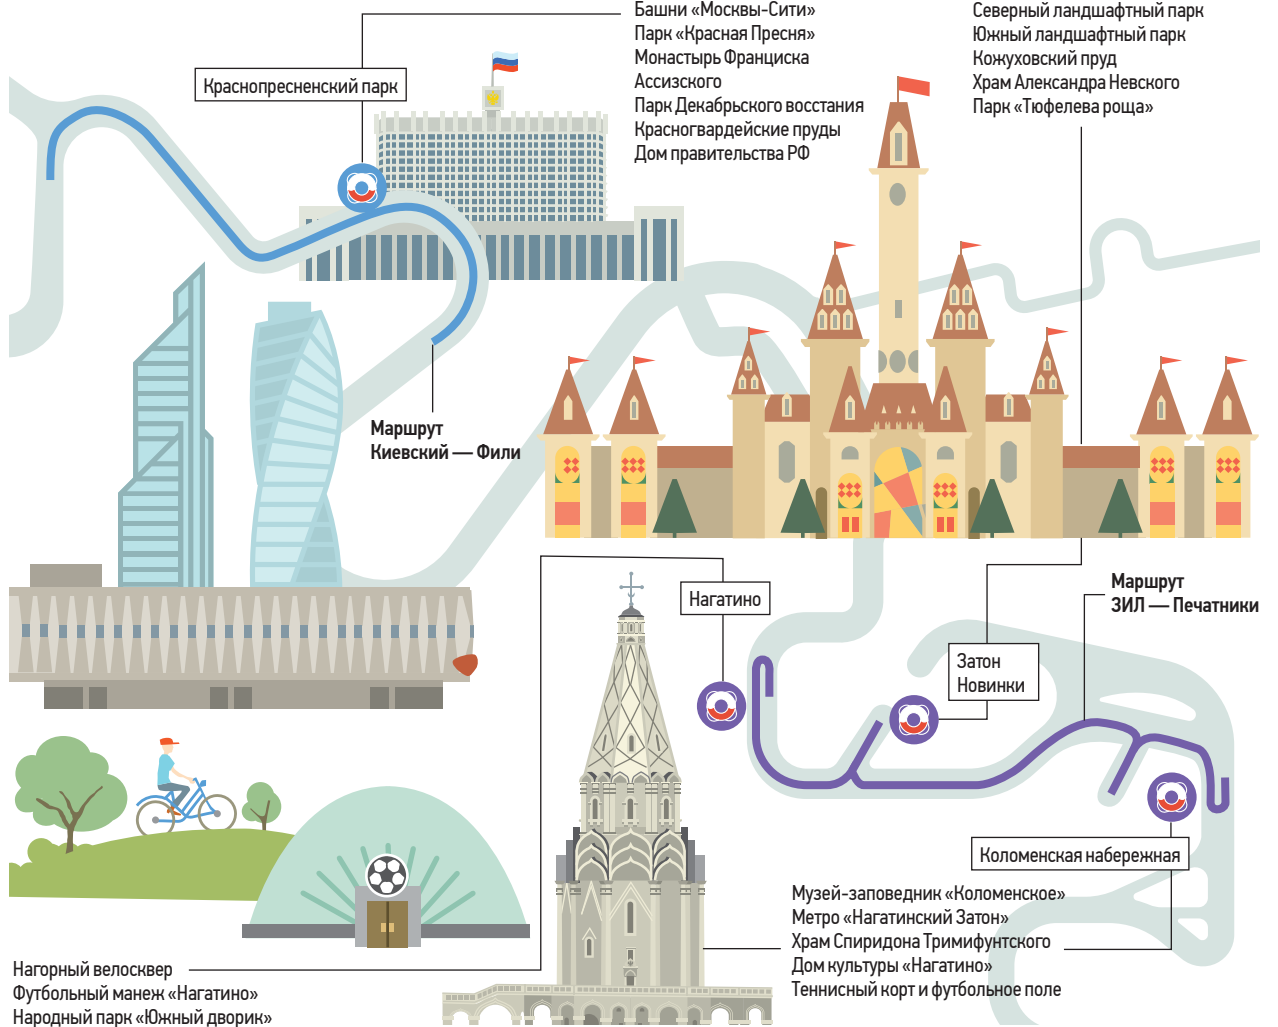 Башни «Москвы-Сити»
Парк «Красная Пресня»
Монастырь Франциска
Ассизского
Парк Декабрьского восстания
Красногвардейские пруды
Дом правительства РФ
Северный ландшафтный парк
Южный ландшафтный парк
Кожуховский пруд
Храм Александра Невского
Парк «Тюфелева роща»
Краснопресненский парк
Маршрут
Киевский — Фили
Нагатино
Маршрут
ЗИЛ — Печатники
Затон
Новинки
Коломенская набережная
Музей-заповедник «Коломенское»
Метро «Нагатинский Затон»
Храм Спиридона Тримифунтского
Дом культуры «Нагатино»
Теннисный корт и футбольное поле
Нагорный велосквер
Футбольный манеж «Нагатино»
Народный парк «Южный дворик»